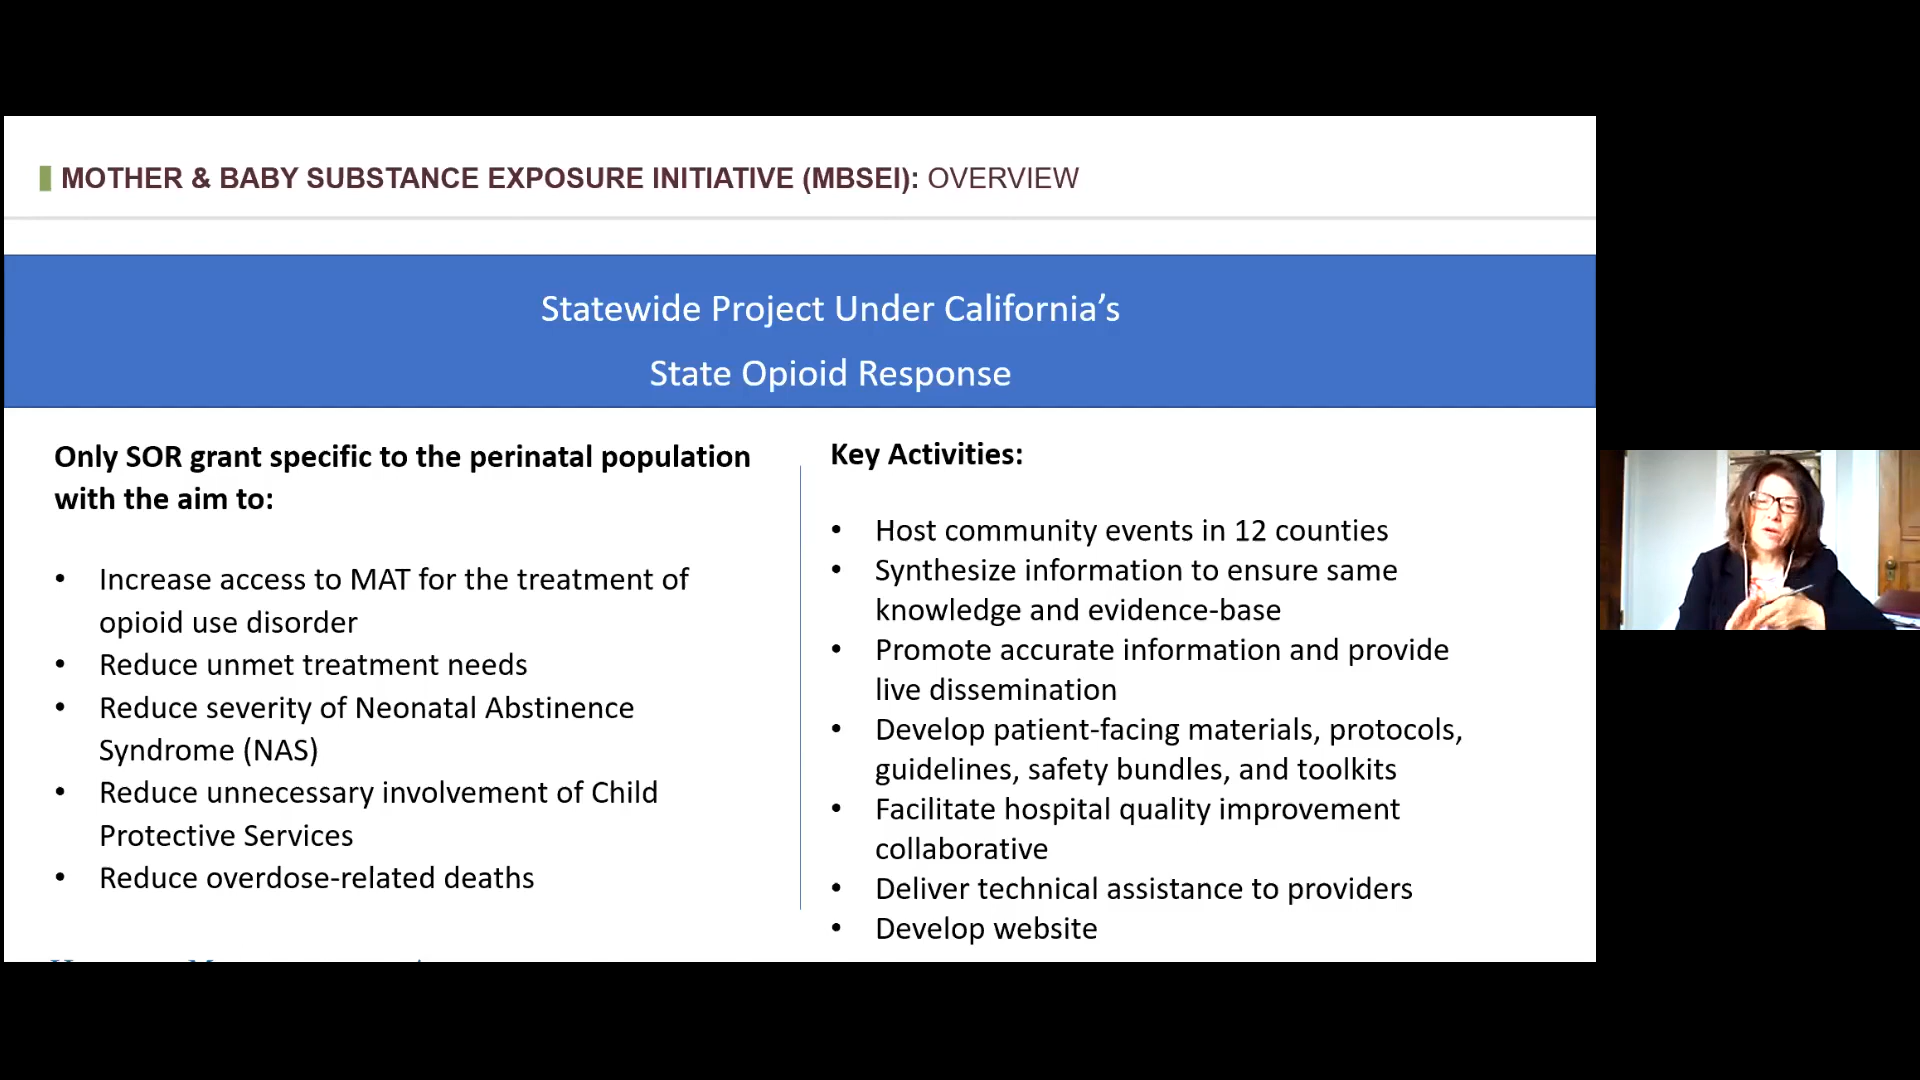 MOTHER & BABY SUBSTANCE EXPOSURE INITIATIVE (MBSEI): OVERVIEW
Statewide Project Under California’s
State Opioid Response
Only SOR grant specific to the perinatal population
with the aim to:
• Increase access to MAT for the treatment of
opioid use disorder
• Reduce unmet treatment needs
• Reduce severity of Neonatal Abstinence
Syndrome (NAS)
• Reduce unnecessary involvement of Child
Protective Services
• Reduce overdose-related deaths
Key Activities:
• Host community events in 12 counties
• Synthesize information to ensure same
knowledge and evidence-base
• Promote accurate information and provide
live dissemination
• Develop patient-facing materials, protocols,
guidelines, safety bundles, and toolkits
• Facilitate hospital quality improvement
collaborative
• Deliver technical assistance to providers
• Develop website